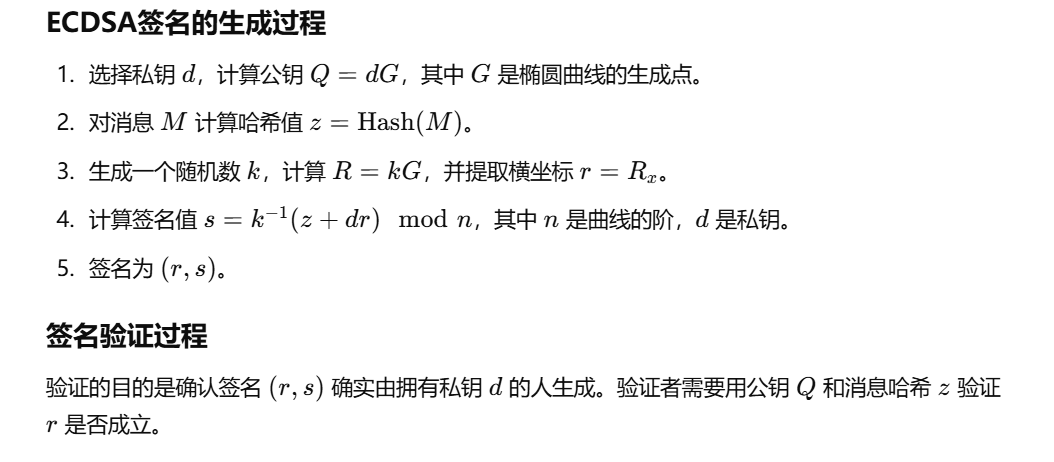 ECDSA签名的生成过程
1. 选择私钥 d，计算公钥 Q = dG，其中 G 是椭圆曲线的生成点。
2. 对消息 M 计算哈希值 z = Hash(M)。
3. 生成一个随机数 k，计算 R = kG，并提取横坐标 r = Rₓ。
4. 计算签名值 s = k⁻¹(z + dr) mod n，其中 n 是曲线的阶，d 是私钥。
5. 签名为 (r, s)。
签名验证过程
验证的目的是确认签名 (r, s) 确实由拥有私钥 d 的人生成。验证者需要用公钥 Q 和消息哈希 z 验证
r 是否成立。